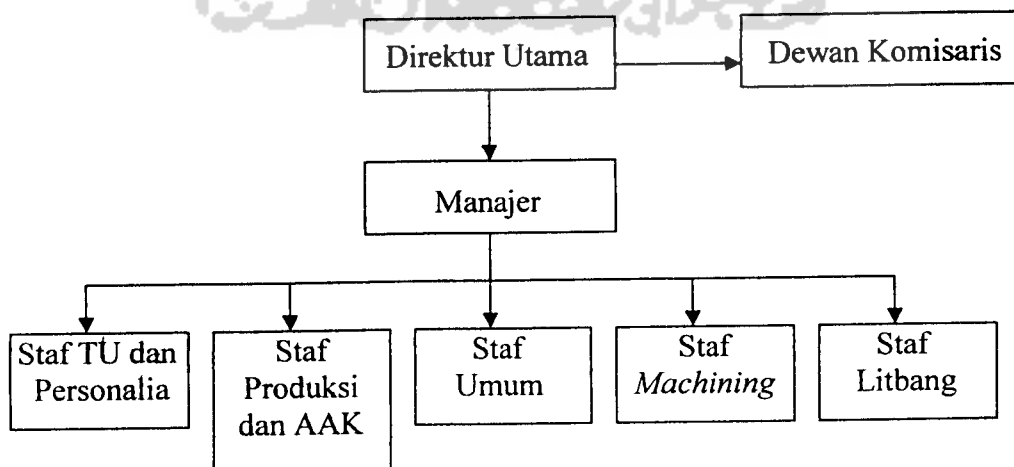 Direktur Utama
Dewan Komisaris
Manajer
Staf TU dan
Personalia
Staf
Produksi
dan AAK
Staf
Umum
Staf
Machining
Staf
Litbang